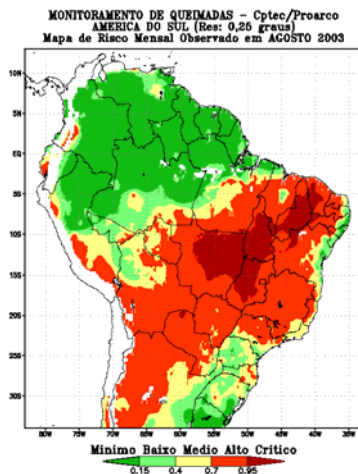 MONITORAMENTO DE QUEIMADAS - Cptec/Proarco
AMERICA DO SUL (Res: 0,25 graus)
Mapa de Risco Mensal Observado em AGOSTO 2003
10N
5N
EQ
5S
10S
15S
20S
25S
30S
80W 75W 70W 65W 60W 55W 50W 45W 40W 35W
Minimo Baixo Medio Alto Critico
0.15 0.4 0.7 0.95